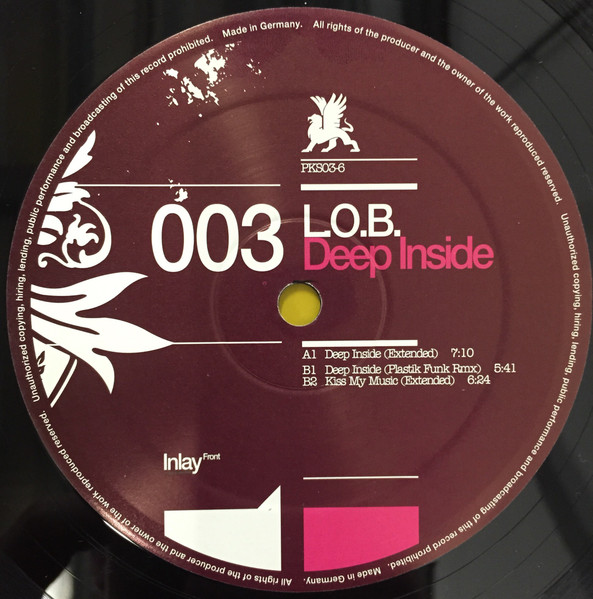 Unauthorized copying, hiring, lending, public performance and broadcasting of this record prohibited. Made in Germany. All rights of the producer and the owner of the work reproduced reserved.
Unauthorized copying, hiring, lending, public performance and broadcasting of this record prohibited. Made in Germany. All rights of the producer and the owner of the work reproduced reserved.
PKS03-6
003
L.O.B.
Deep Inside
A1 Deep Inside (Extended) 7:10
B1 Deep Inside (Plastik Funk Rmx) 5:41
B2 Kiss My Music (Extended) 6:24
Inlay Front